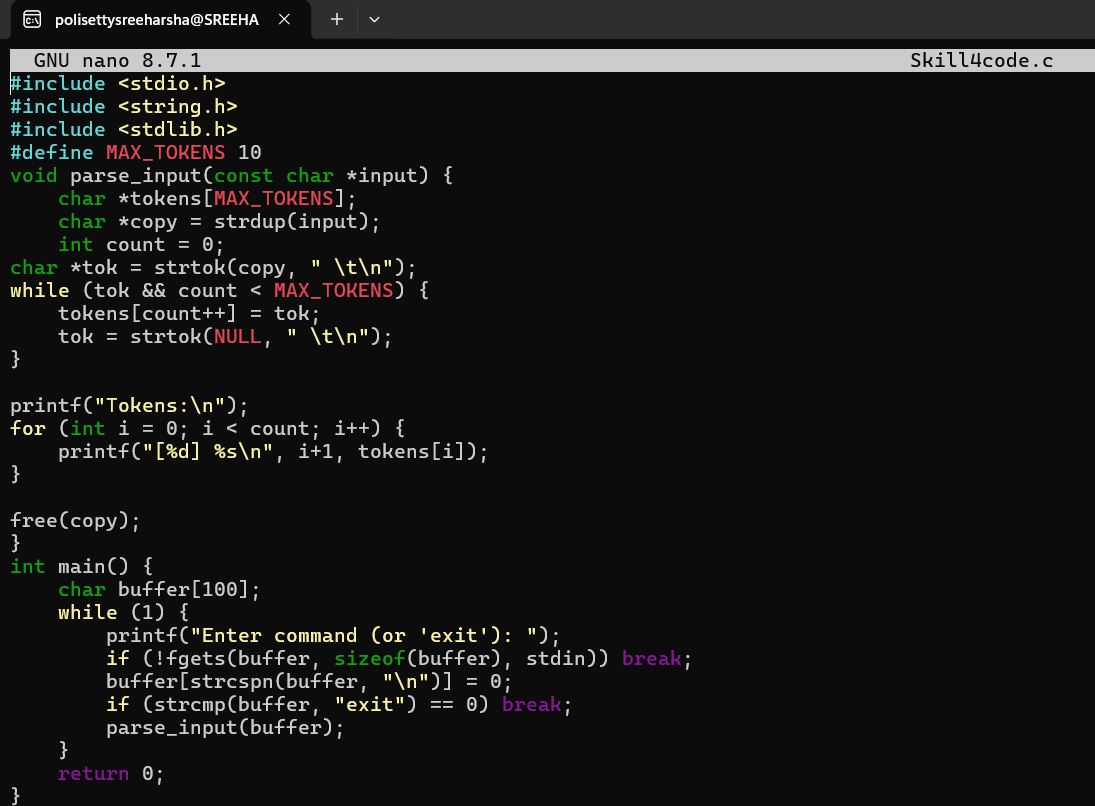 polisettysreeharsha@SREEHA
GNU nano 8.7.1 Skill4code.c
#include <stdio.h>
#include <string.h>
#include <stdlib.h>
#define MAX_TOKENS 10
void parse_input(const char *input) {
    char *tokens[MAX_TOKENS];
    char *copy = strdup(input);
    int count = 0;
char *tok = strtok(copy, " \t\n");
while (tok && count < MAX_TOKENS) {
    tokens[count++] = tok;
    tok = strtok(NULL, " \t\n");
}

printf("Tokens:\n");
for (int i = 0; i < count; i++) {
    printf("[%d] %s\n", i+1, tokens[i]);
}

free(copy);
}
int main() {
    char buffer[100];
    while (1) {
        printf("Enter command (or 'exit'): ");
        if (!fgets(buffer, sizeof(buffer), stdin)) break;
        buffer[strcspn(buffer, "\n")] = 0;
        if (strcmp(buffer, "exit") == 0) break;
        parse_input(buffer);
    }
    return 0;
}